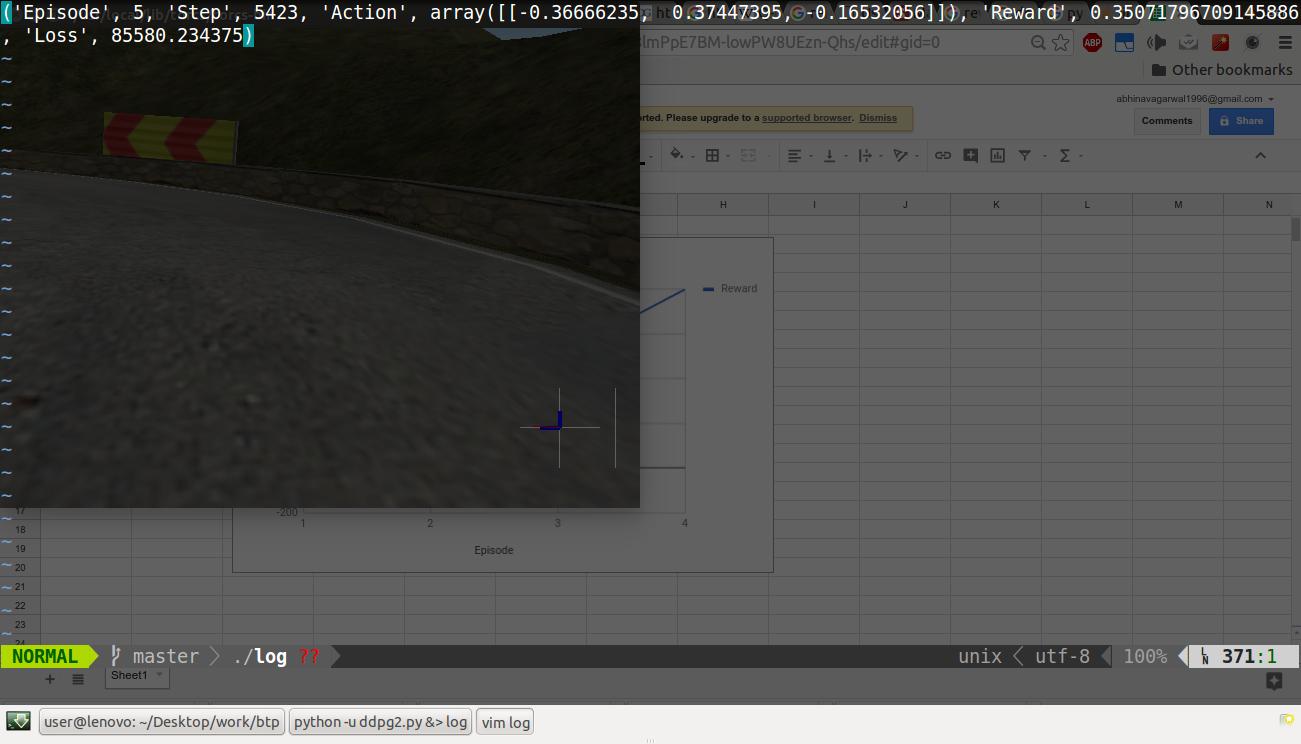 ('Episode', 5, 'Step', 5423, 'Action', array([[-0.36666235,  0.37447395, -0.16532056]]), 'Reward', 0.35071796709145886
, 'Loss', 85580.234375)
lmPpE7BM-lowPW8UEzn-Qhs/edit#gid=0
ABP
Other bookmarks
abhinavagarwal1996@gmail.com
rted. Please upgrade to a supported browser. Dismiss
Comments
Share
H I J K L M N
Reward
17
-200
1 2 3 4
18
Episode
19
20
21
22
23
24
NORMAL master ./log ?? unix utf-8 100% LN 371:1
Sheet1
user@lenovo: ~/Desktop/work/btp
python -u ddpg2.py &> log
vim log